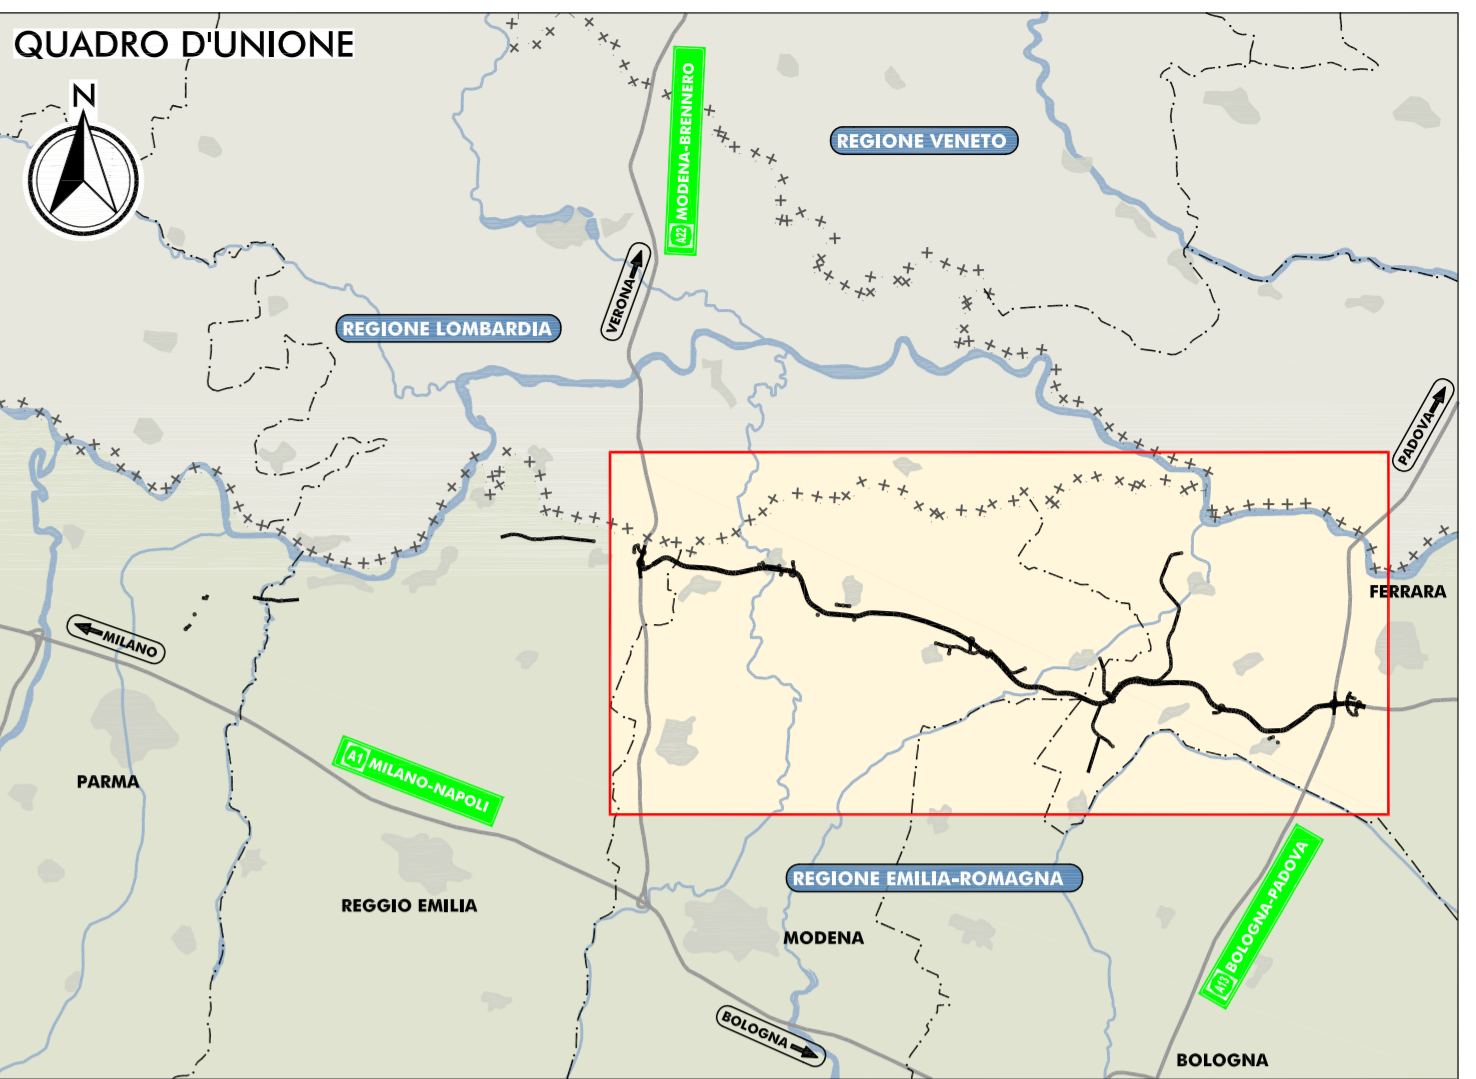 QUADRO D'UNIONE
N
A22 MODENA-BRENNERO
REGIONE VENETO
VERONA
REGIONE LOMBARDIA
PADOVA
FERRARA
MILANO
PARMA
A1 MILANO-NAPOLI
REGIONE EMILIA-ROMAGNA
REGGIO EMILIA
MODENA
A13 BOLOGNA-PADOVA
BOLOGNA
BOLOGNA